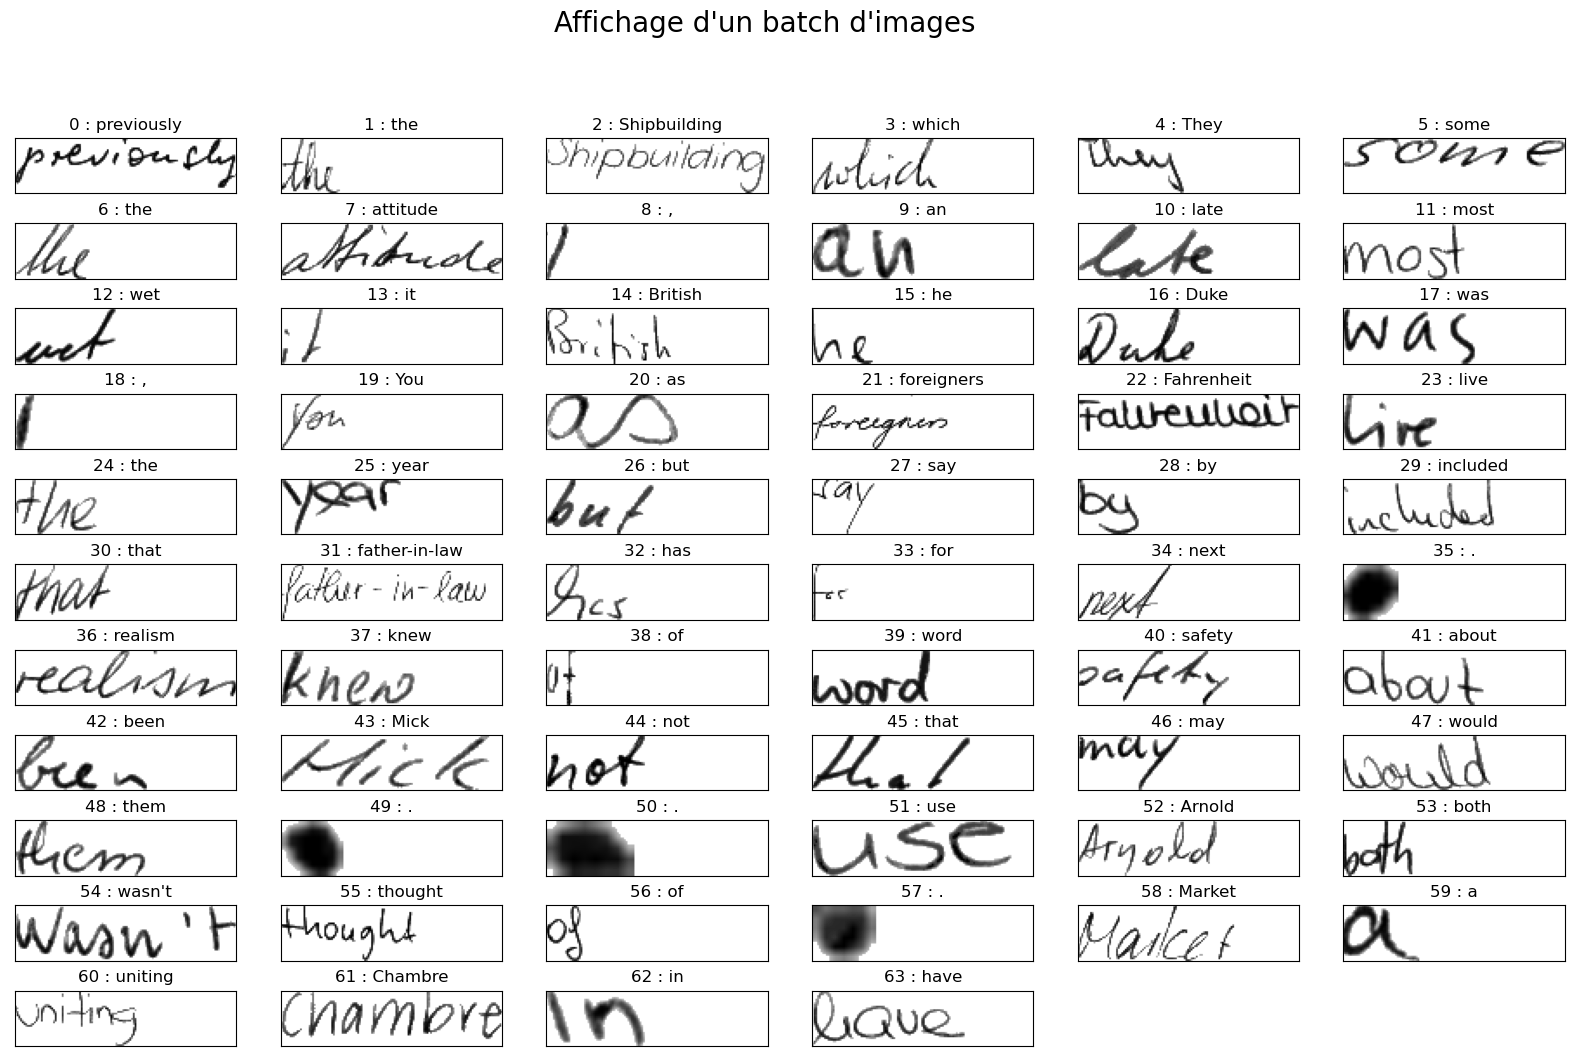 Affichage d'un batch d'images
0 : previously 1 : the 2 : Shipbuilding 3 : which 4 : They 5 : some
previously the Shipbuilding which They some
6 : the 7 : attitude 8 : , 9 : an 10 : late 11 : most
the attitude , an late most
12 : wet 13 : it 14 : British 15 : he 16 : Duke 17 : was
wet it British he Duke was
18 : , 19 : You 20 : as 21 : foreigners 22 : Fahrenheit 23 : live
, You as foreigners Fahrenheit live
24 : the 25 : year 26 : but 27 : say 28 : by 29 : included
the year but say by included
30 : that 31 : father-in-law 32 : has 33 : for 34 : next 35 : .
that father-in-law has for next .
36 : realism 37 : knew 38 : of 39 : word 40 : safety 41 : about
realism knew of word safety about
42 : been 43 : Mick 44 : not 45 : that 46 : may 47 : would
been Mick not that may would
48 : them 49 : . 50 : . 51 : use 52 : Arnold 53 : both
them . . use Arnold both
54 : wasn't 55 : thought 56 : of 57 : . 58 : Market 59 : a
wasn't thought of . Market a
60 : uniting 61 : Chambre 62 : in 63 : have
uniting Chambre in have